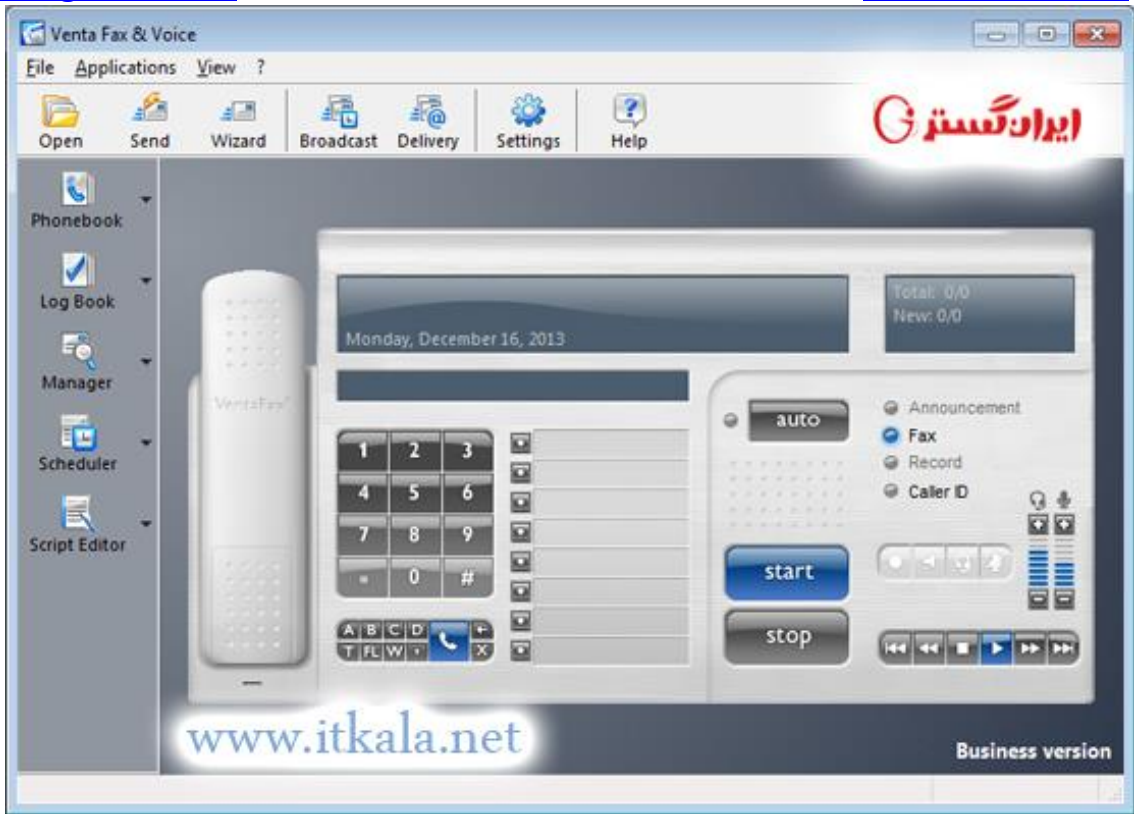 Venta Fax & Voice
File Applications View ?
Open Send Wizard Broadcast Delivery Settings Help
ایران گستر
Phonebook
Log Book
Manager
Scheduler
Script Editor
Monday, December 16, 2013
Total: 0/0
New: 0/0
VentaFax
auto
Announcement
Fax
Record
Caller ID
1 2 3
4 5 6
7 8 9
0 #
start
stop
A B C D
T FL W X
www.itkala.net
Business version